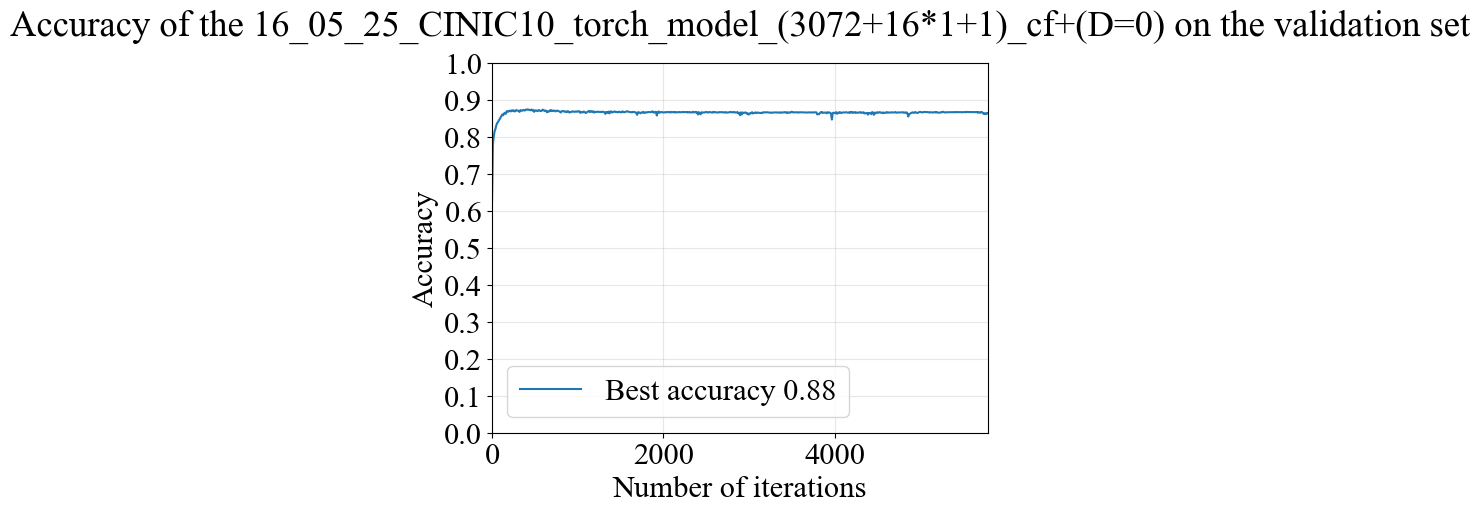 Accuracy of the 16_05_25_CINIC10_torch_model_(3072+16*1+1)_cf+(D=0) on the validation set
1.0
0.9
0.8
0.7
0.6
0.5
0.4
0.3
0.2
0.1
0.0
Accuracy
Best accuracy 0.88
0 2000 4000
Number of iterations